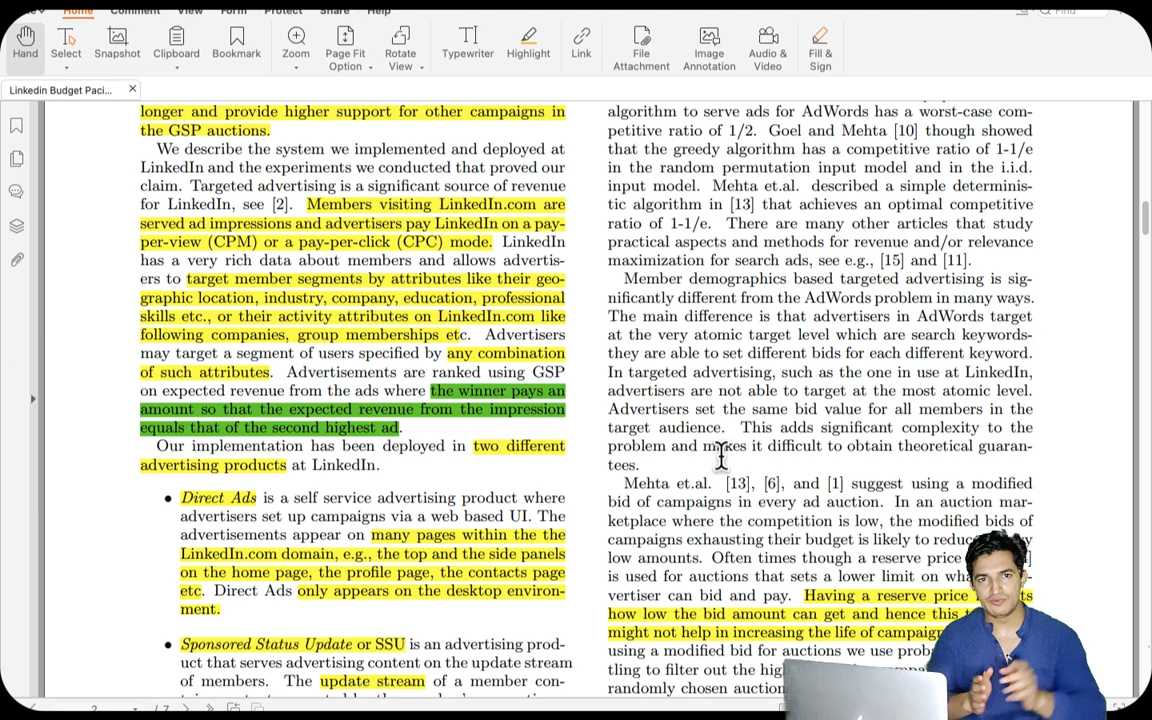 Home
Comment
View
Form
Protect
Share
Help
Find
Hand
Select
Snapshot
Clipboard
Bookmark
Zoom
Page Fit
Option
Rotate
View
Typewriter
Highlight
Link
File
Attachment
Image
Annotation
Audio &
Video
Fill &
Sign
Linkedin Budget Paci...
longer and provide higher support for other campaigns in
the GSP auctions.
We describe the system we implemented and deployed at
LinkedIn and the experiments we conducted that proved our
claim. Targeted advertising is a significant source of revenue
for LinkedIn, see [2]. Members visiting LinkedIn.com are
served ad impressions and advertisers pay LinkedIn on a pay-
per-view (CPM) or a pay-per-click (CPC) mode. LinkedIn
has a very rich data about members and allows advertis-
ers to target member segments by attributes like their geo-
graphic location, industry, company, education, professional
skills etc., or their activity attributes on LinkedIn.com like
following companies, group memberships etc. Advertisers
may target a segment of users specified by any combination
of such attributes. Advertisements are ranked using GSP
on expected revenue from the ads where the winner pays an
amount so that the expected revenue from the impression
equals that of the second highest ad.
Our implementation has been deployed in two different
advertising products at LinkedIn.
• Direct Ads is a self service advertising product where
advertisers set up campaigns via a web based UI. The
advertisements appear on many pages within the the
LinkedIn.com domain, e.g., the top and the side panels
on the home page, the profile page, the contacts page
etc. Direct Ads only appears on the desktop environ-
ment.
• Sponsored Status Update or SSU is an advertising prod-
uct that serves advertising content on the update stream
of members. The update stream of a member con-
algorithm to serve ads for AdWords has a worst-case com-
petitive ratio of 1/2. Goel and Mehta [10] though showed
that the greedy algorithm has a competitive ratio of 1-1/e
in the random permutation input model and in the i.i.d.
input model. Mehta et.al. described a simple determinis-
tic algorithm in [13] that achieves an optimal competitive
ratio of 1-1/e. There are many other articles that study
practical aspects and methods for revenue and/or relevance
maximization for search ads, see e.g., [15] and [11].
Member demographics based targeted advertising is sig-
nificantly different from the AdWords problem in many ways.
The main difference is that advertisers in AdWords target
at the very atomic target level which are search keywords-
they are able to set different bids for each different keyword.
In targeted advertising, such as the one in use at LinkedIn,
advertisers are not able to target at the most atomic level.
Advertisers set the same bid value for all members in the
target audience. This adds significant complexity to the
problem and makes it difficult to obtain theoretical guaran-
tees.
Mehta et.al. [13], [6], and [1] suggest using a modified
bid of campaigns in every ad auction. In an auction mar-
ketplace where the competition is low, the modified bids of
campaigns exhausting their budget is likely to
low amounts. Often times though a reserve price
is used for auctions that sets a lower limit on
vertiser can bid and pay. Having a reserve price
how low the bid amount can get and hence this
might not help in increasing the life of
using a modified bid for auctions we use
tling to filter out the
randomly chosen
2 / 7